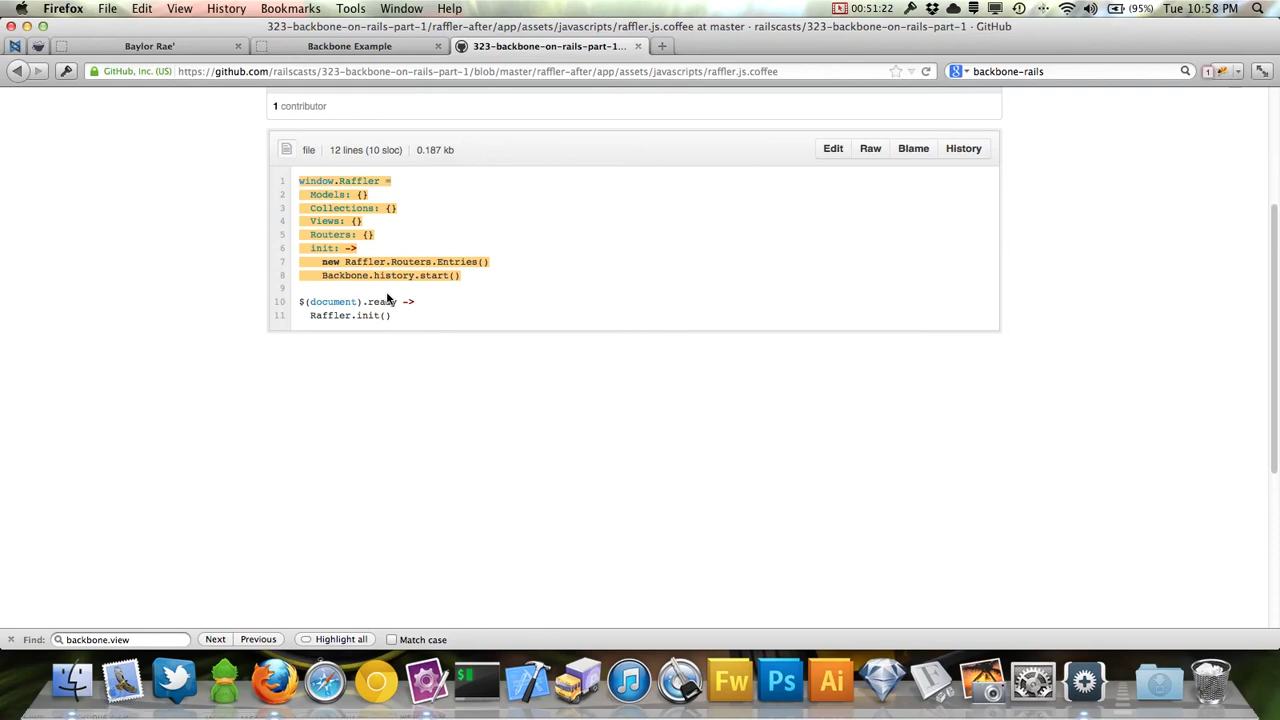 Firefox File Edit View History Bookmarks Tools Window Help 00:51:22 (95%) Tue 10:58 PM
323-backbone-on-rails-part-1/raffler-after/app/assets/javascripts/raffler.js.coffee at master · railscasts/323-backbone-on-rails-part-1 · GitHub
Baylor Rae' × Backbone Example × 323-backbone-on-rails-part-1... × +
GitHub, Inc. (US) https://github.com/railscasts/323-backbone-on-rails-part-1/blob/master/raffler-after/app/assets/javascripts/raffler.js.coffee backbone-rails 1
1 contributor
file 12 lines (10 sloc) 0.187 kb Edit Raw Blame History
1 window.Raffler =
2 Models: {}
3 Collections: {}
4 Views: {}
5 Routers: {}
6 init: ->
7 new Raffler.Routers.Entries()
8 Backbone.history.start()
9
10 $(document).ready ->
11 Raffler.init()
× Find: backbone.view Next Previous Highlight all Match case
$ Fw Ps Ai